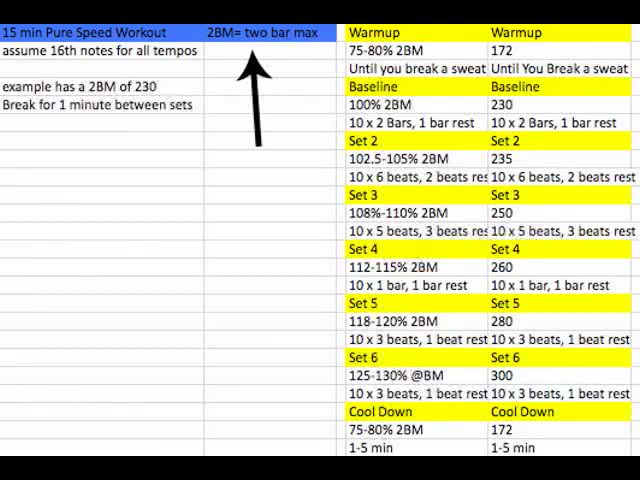 15 min Pure Speed Workout 2BM= two bar max
assume 16th notes for all tempos
example has a 2BM of 230
Break for 1 minute between sets
Warmup Warmup
75-80% 2BM 172
Until you break a sweat Until You Break a sweat
Baseline Baseline
100% 2BM 230
10 x 2 Bars, 1 bar rest 10 x 2 Bars, 1 bar rest
Set 2 Set 2
102.5-105% 2BM 235
10 x 6 beats, 2 beats res 10 x 6 beats, 2 beats rest
Set 3 Set 3
108%-110% 2BM 250
10 x 5 beats, 3 beats res 10 x 5 beats, 3 beats rest
Set 4 Set 4
112-115% 2BM 260
10 x 1 bar, 1 bar rest 10 x 1 bar, 1 bar rest
Set 5 Set 5
118-120% 2BM 280
10 x 3 beats, 1 beat rest 10 x 3 beats, 1 beat rest
Set 6 Set 6
125-130% @BM 300
10 x 3 beats, 1 beat rest 10 x 3 beats, 1 beat rest
Cool Down Cool Down
75-80% 2BM 172
1-5 min 1-5 min